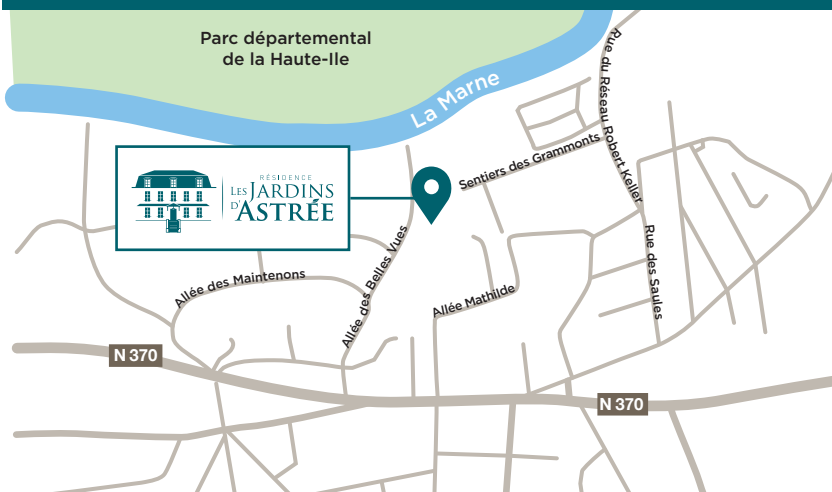 Parc départemental
de la Haute-Ile
La Marne
Rue du Réseau Robert Keller
Sentiers des Grammonts
RÉSIDENCE
LES JARDINS
D'ASTRÉE
Rue des Saules
Allée des Belles Vues
Allée des Maintenons
Allée Mathilde
N 370
N 370